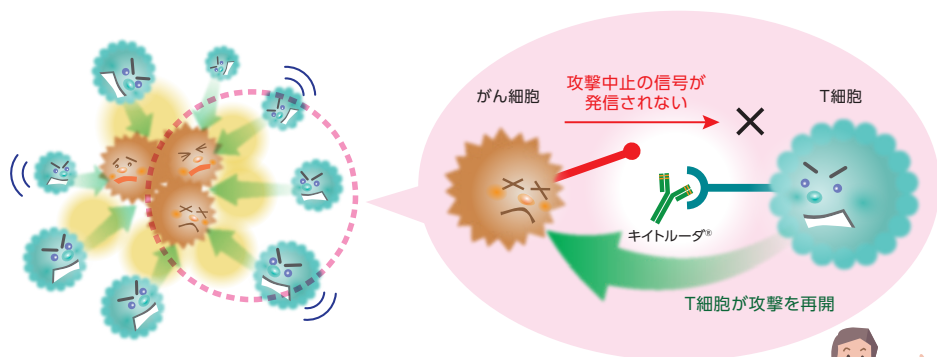 がん細胞
攻撃中止の信号が
発信されない
T細胞
キイトルーダ®
T細胞が攻撃を再開